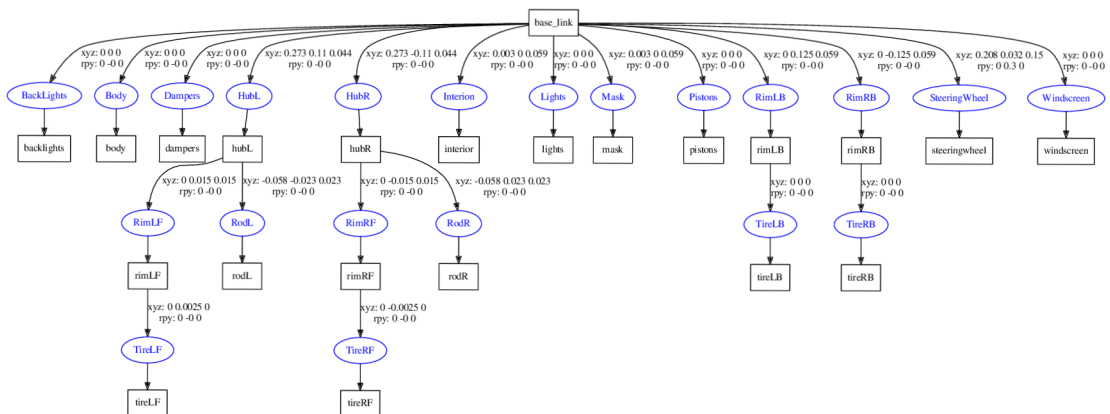 base_link
xyz: 0 0 0
rpy: 0 -0 0
xyz: 0 0 0
rpy: 0 -0 0
xyz: 0 0 0
rpy: 0 -0 0
xyz: 0.273 0.11 0.044
rpy: 0 -0 0
xyz: 0.273 -0.11 0.044
rpy: 0 -0 0
xyz: 0.003 0 0.059
rpy: 0 -0 0
xyz: 0 0 0
rpy: 0 -0 0
xyz: 0.003 0 0.059
rpy: 0 -0 0
xyz: 0 0 0
rpy: 0 -0 0
xyz: 0 0.125 0.059
rpy: 0 -0 0
xyz: 0 -0.125 0.059
rpy: 0 -0 0
xyz: 0.208 0.032 0.15
rpy: 0 0.3 0
xyz: 0 0 0
rpy: 0 -0 0
BackLights
Body
Dampers
HubL
HubR
Interion
Lights
Mask
Pistons
RimLB
RimRB
SteeringWheel
Windscreen
backlights
body
dampers
hubL
hubR
interior
lights
mask
pistons
rimLB
rimRB
steeringwheel
windscreen
xyz: 0 0.015 0.015
rpy: 0 -0 0
xyz: -0.058 -0.023 0.023
rpy: 0 -0 0
xyz: 0 -0.015 0.015
rpy: 0 -0 0
xyz: -0.058 0.023 0.023
rpy: 0 -0 0
xyz: 0 0 0
rpy: 0 -0 0
xyz: 0 0 0
rpy: 0 -0 0
RimLF
RodL
RimRF
RodR
TireLB
TireRB
rimLF
rodL
rimRF
rodR
tireLB
tireRB
xyz: 0 0.0025 0
rpy: 0 -0 0
xyz: 0 -0.0025 0
rpy: 0 -0 0
TireLF
TireRF
tireLF
tireRF